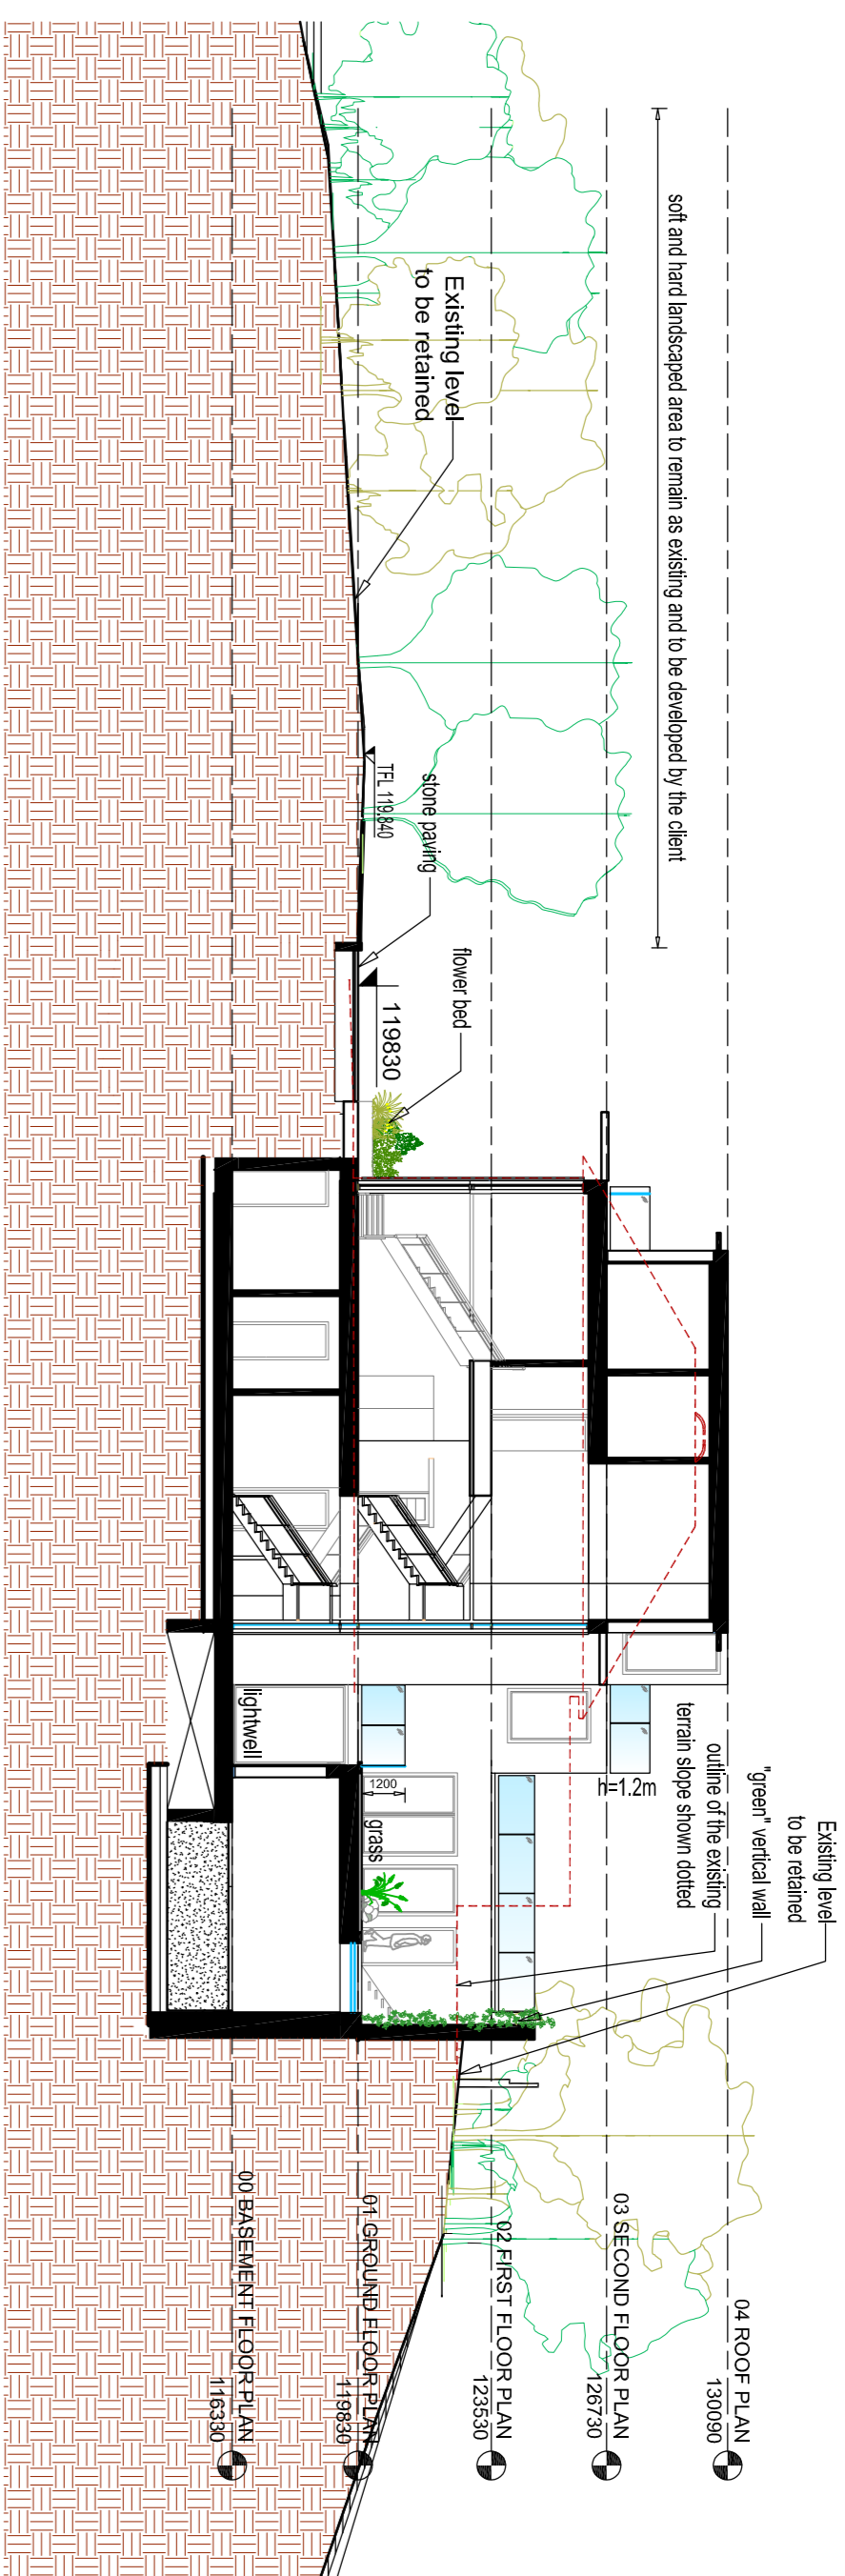 soft and hard landscaped area to remain as existing and to be developed by the client
Existing level
to be retained
TFL 119.840
stone paving
119830
flower bed
lightwell
1200
grass
h=1.2m
outline of the existing
terrain slope shown dotted
"green" vertical wall
Existing level
to be retained
04 ROOF PLAN
130090
03 SECOND FLOOR PLAN
126730
02 FIRST FLOOR PLAN
123530
01 GROUND FLOOR PLAN
119830
00 BASEMENT FLOOR PLAN
116330